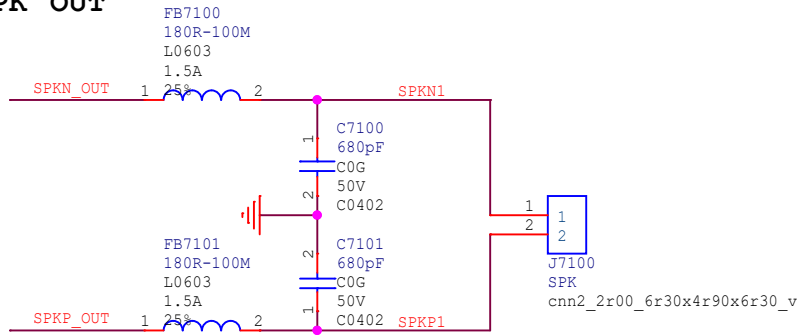 PK OUT
FB7100
180R-100M
L0603
1.5A
25%
SPKN_OUT 1 2 SPKN1
1
C7100
680pF
C0G
50V
C0402
2
1 1
2 2
FB7101
180R-100M
L0603
1.5A
25%
2
C7101
680pF
C0G
50V
C0402
1
J7100
SPK
cnn2_2r00_6r30x4r90x6r30_v
SPKP_OUT 1 2 SPKP1